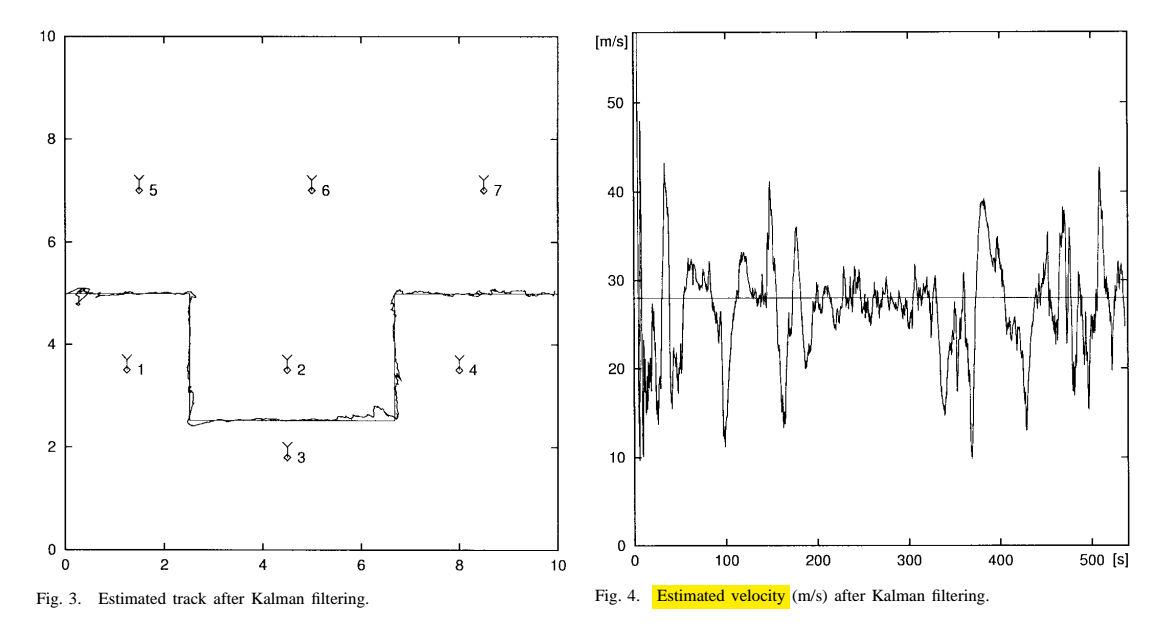 10
8
6
4
2
0
0 2 4 6 8 10
5 6 7
1 2 4
3
Fig. 3. Estimated track after Kalman filtering.
[m/s]
50
40
30
20
10
0
0 100 200 300 400 500 [s]
Fig. 4. Estimated velocity (m/s) after Kalman filtering.